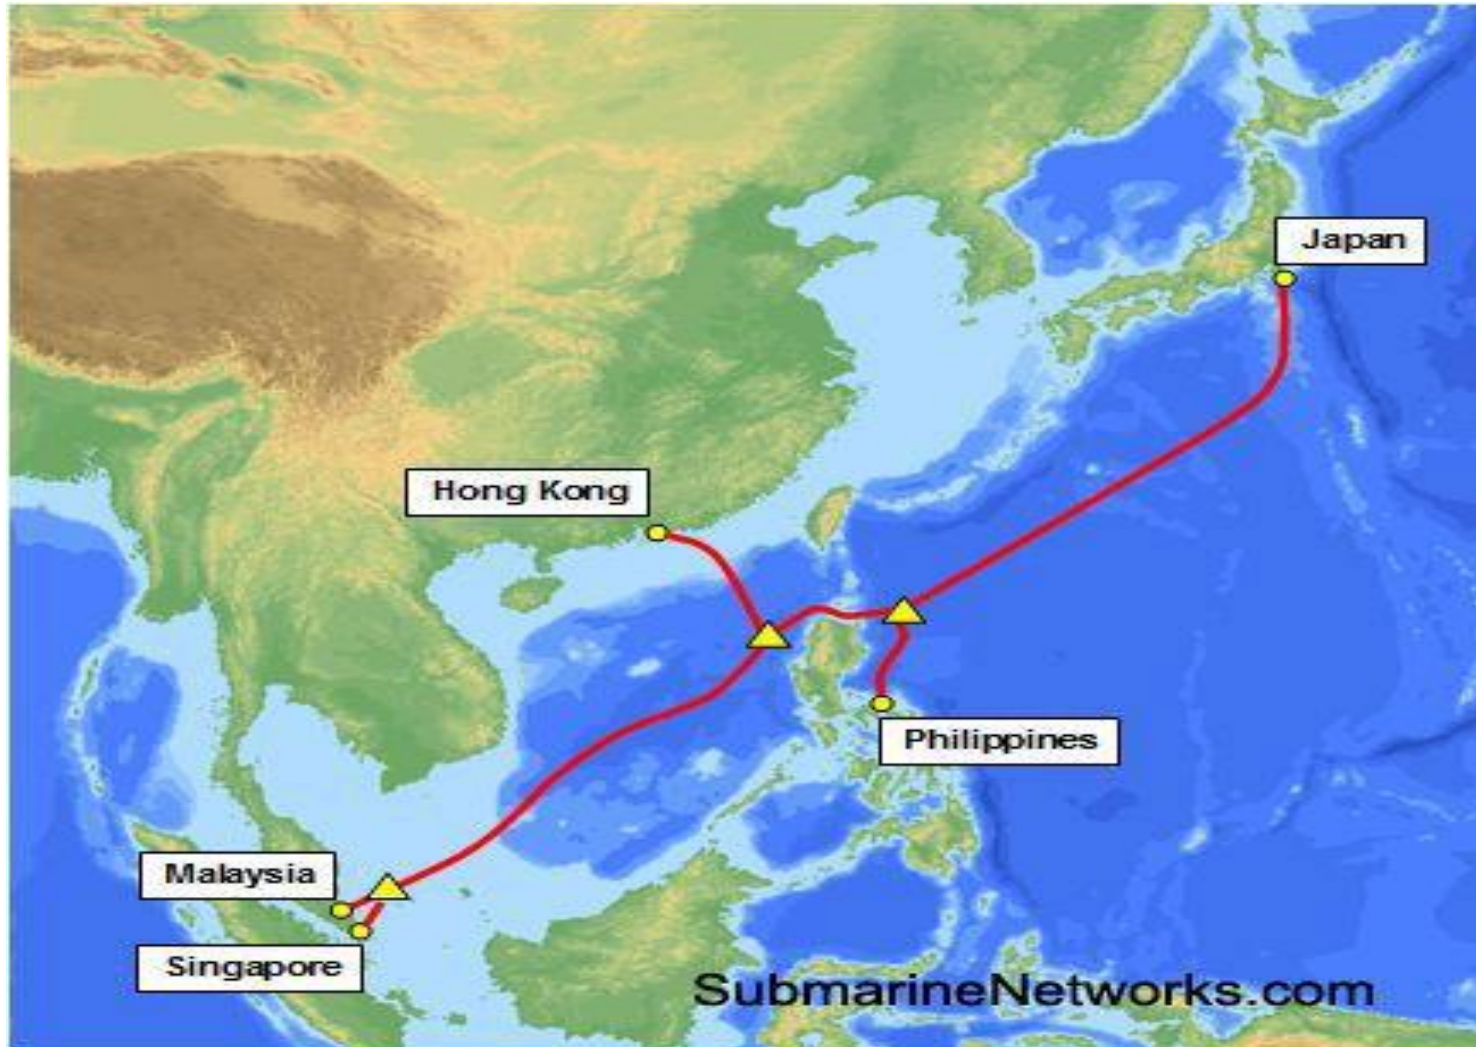 Japan
Hong Kong
Philippines
Malaysia
Singapore
SubmarineNetworks.com